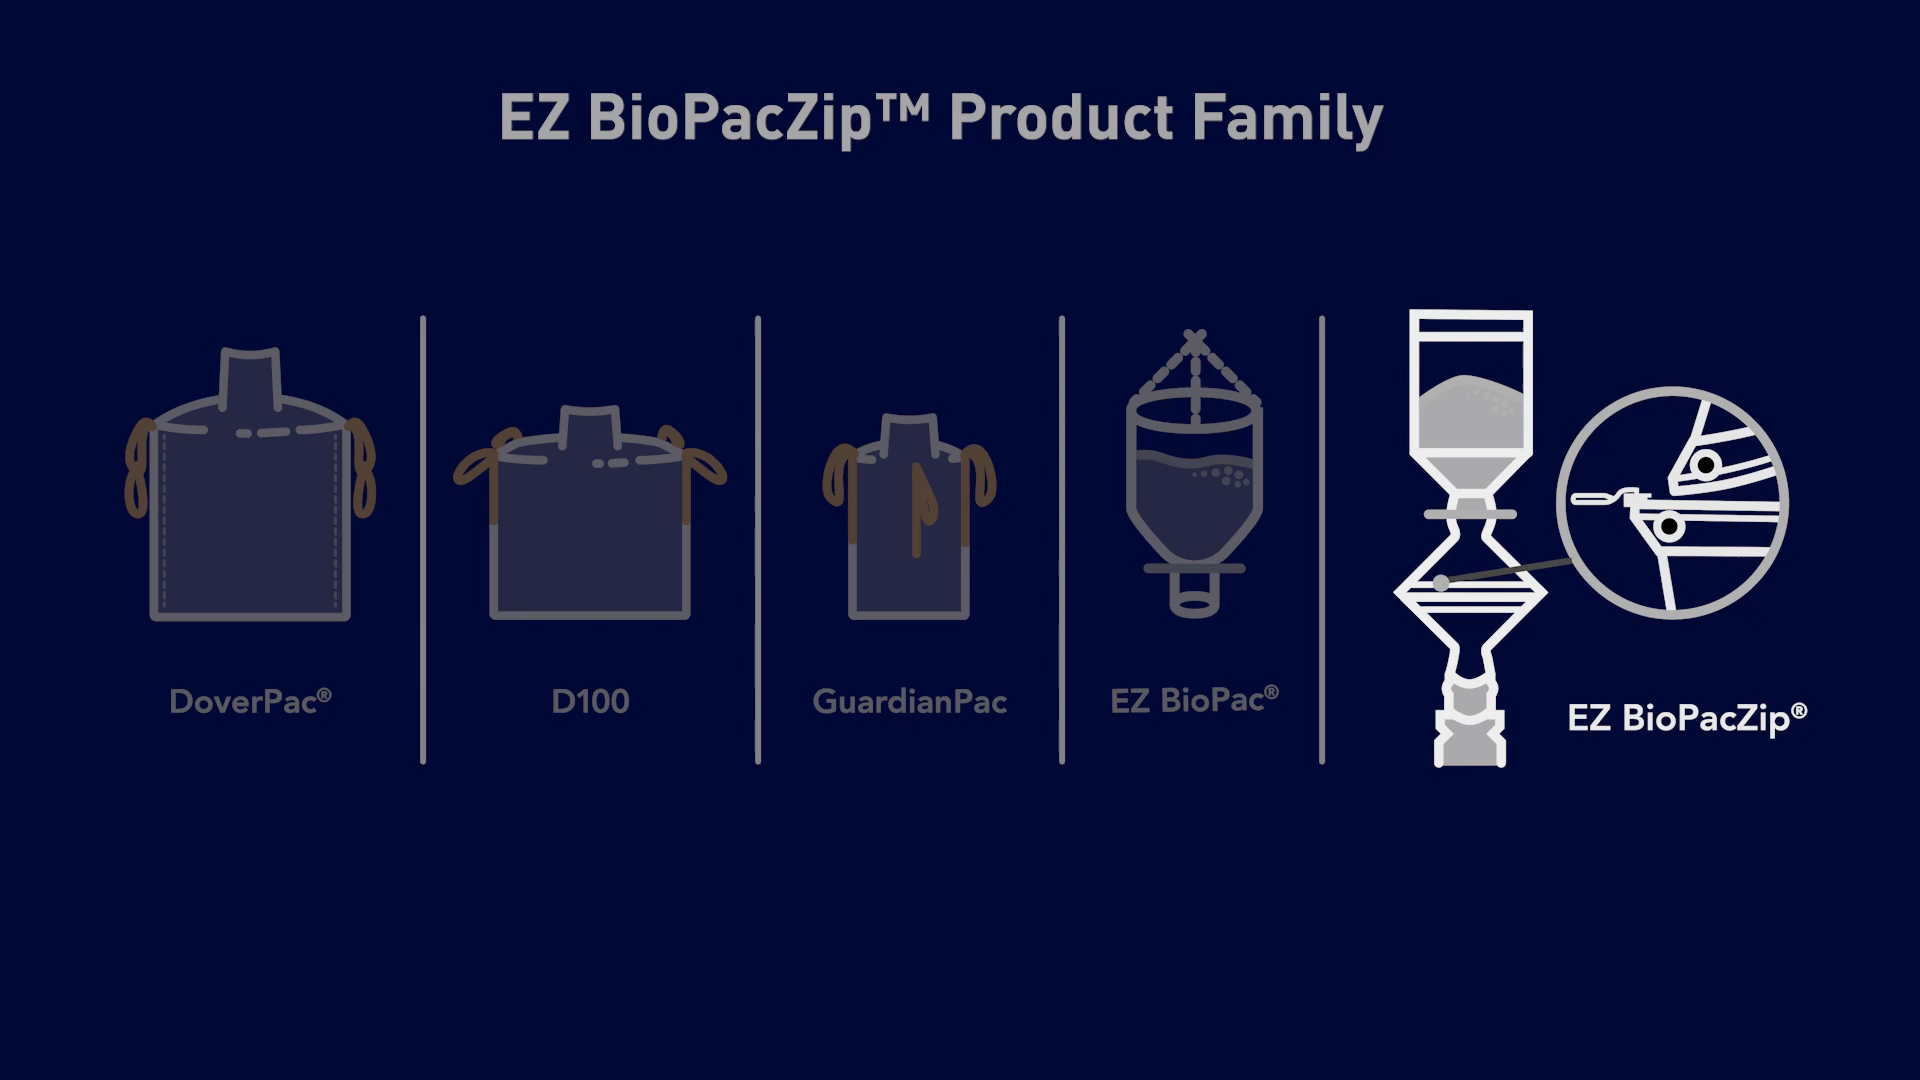 EZ BioPacZip™ Product Family
DoverPac®
D100
GuardianPac
EZ BioPac®
EZ BioPacZip®